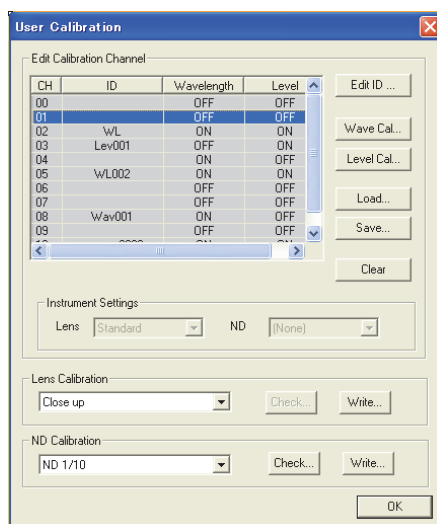 User Calibration
Edit Calibration Channel
CH ID Wavelength Level
00 OFF OFF
01 OFF OFF
02 WL ON ON
03 Lev001 OFF ON
04 ON ON
05 WL002 ON ON
06 OFF OFF
07 OFF OFF
08 Wav001 ON OFF
09 OFF OFF
Edit ID ...
Wave Cal...
Level Cal...
Load...
Save...
Clear
Instrument Settings
Lens Standard ND (None)
Lens Calibration
Close up Check... Write...
ND Calibration
ND 1/10 Check... Write...
OK